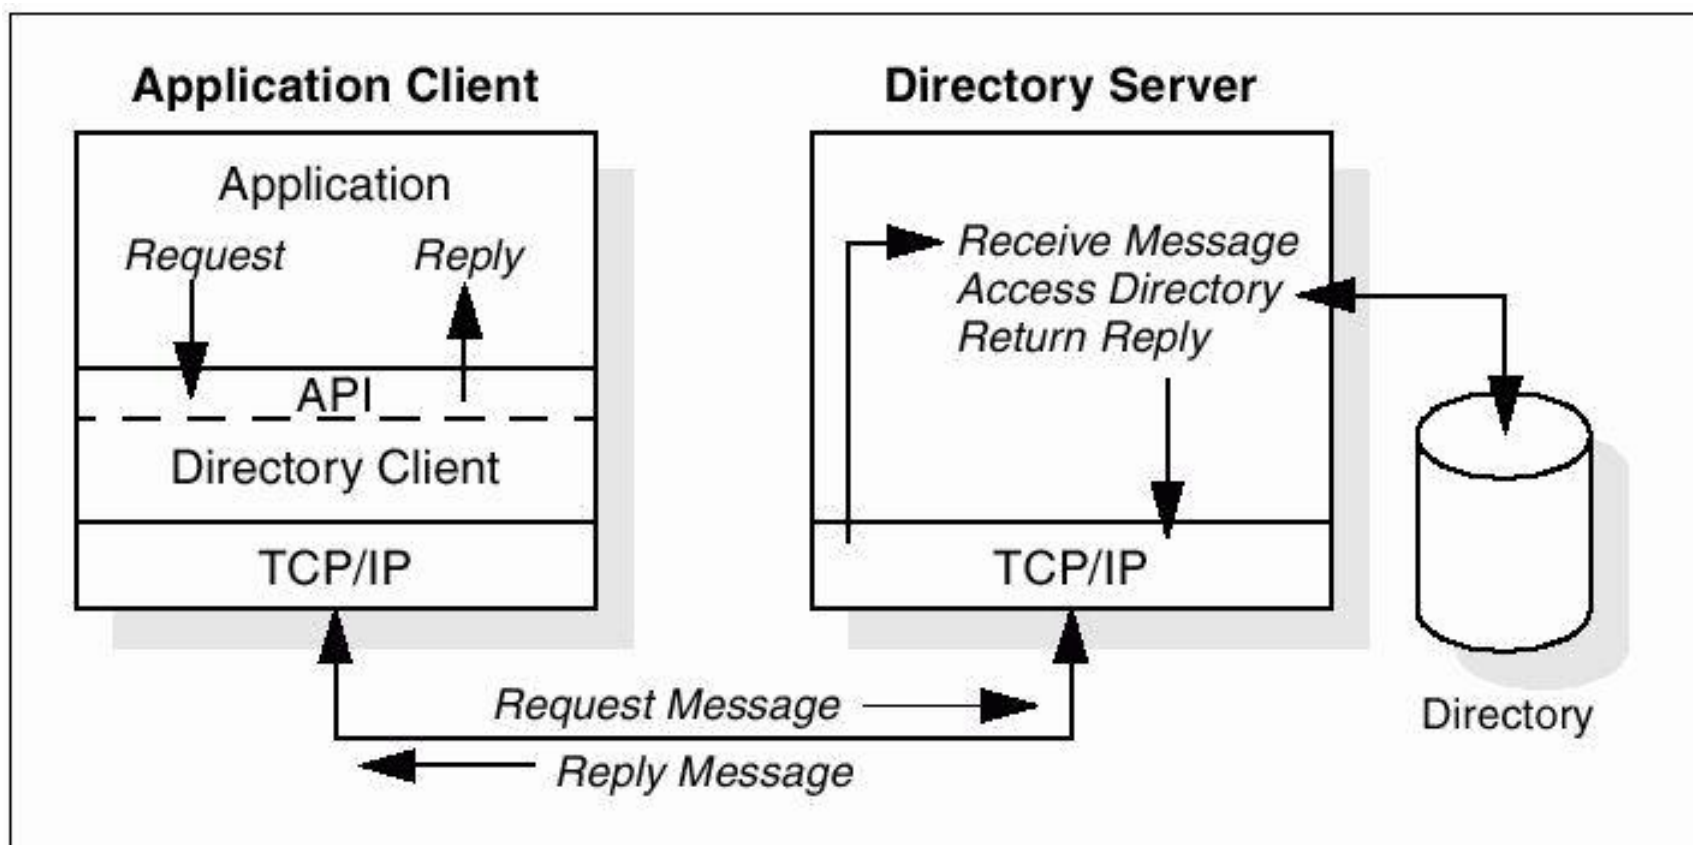 Application Client
Directory Server
Application
Request
Reply
API
Directory Client
TCP/IP
Receive Message
Access Directory
Return Reply
TCP/IP
Directory
Request Message
Reply Message